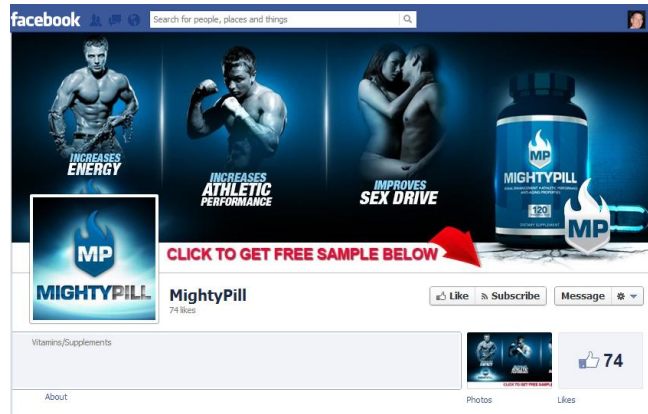 facebook
Search for people, places and things
INCREASES
ENERGY
INCREASES
ATHLETIC
PERFORMANCE
IMPROVES
SEX DRIVE
MP
MIGHTYPILL
120
DIETARY SUPPLEMENT
MP
MP
MIGHTYPILL
CLICK TO GET FREE SAMPLE BELOW
MightyPill
74 likes
Like
Subscribe
Message
Vitamins/Supplements
About
74
Photos
Likes